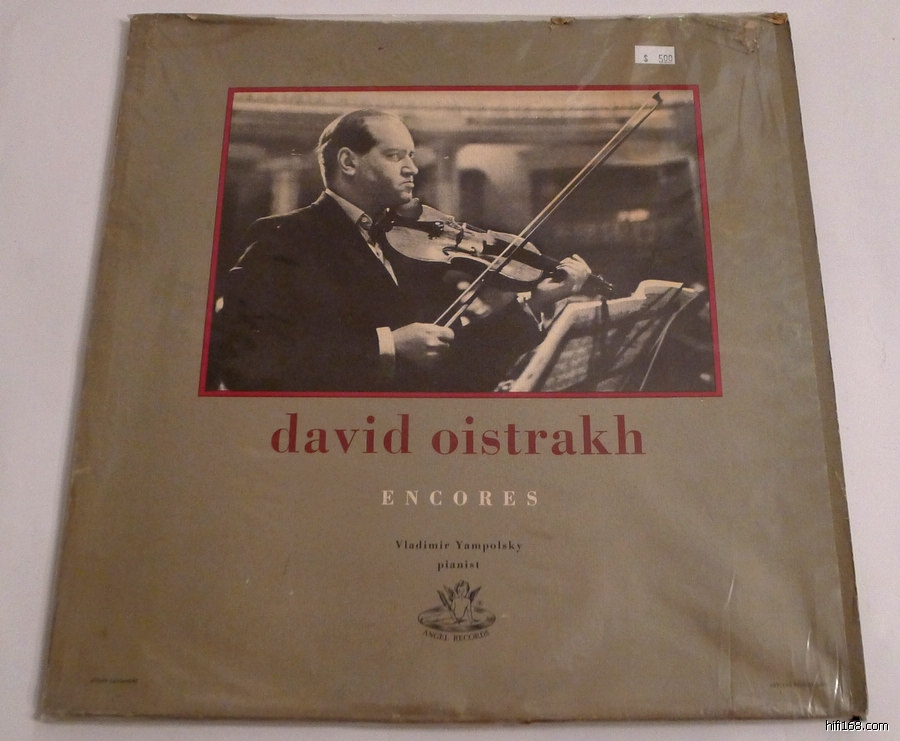 $ 500
david oistrakh
ENCORES
Vladimir Yampolsky
pianist
ANGEL RECORDS
hifi168.com